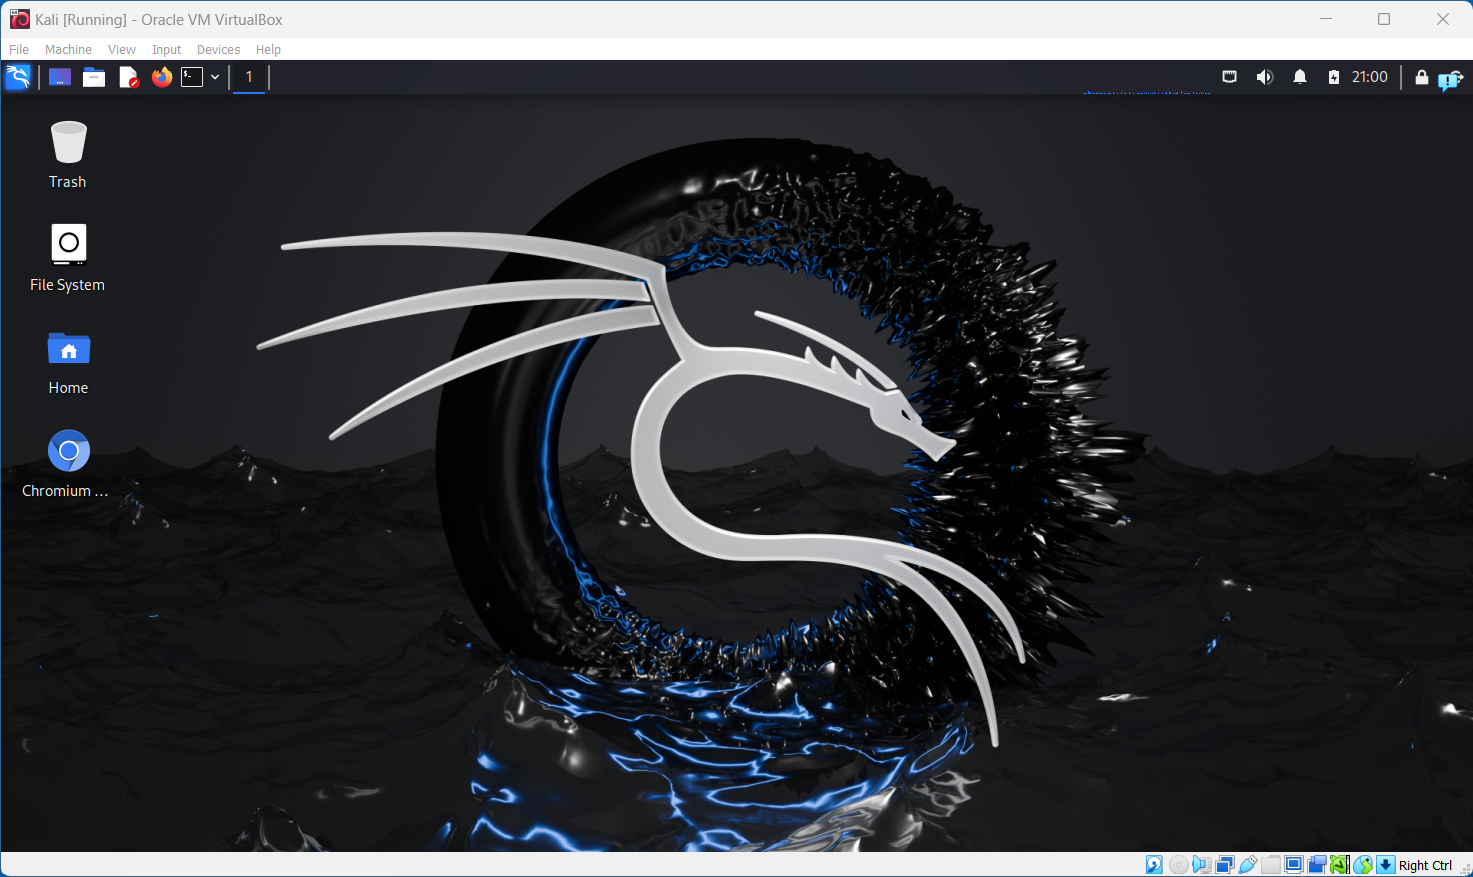 Kali [Running] - Oracle VM VirtualBox
File Machine View Input Devices Help
1
21:00
Trash
File System
Home
Chromium ...
Right Ctrl